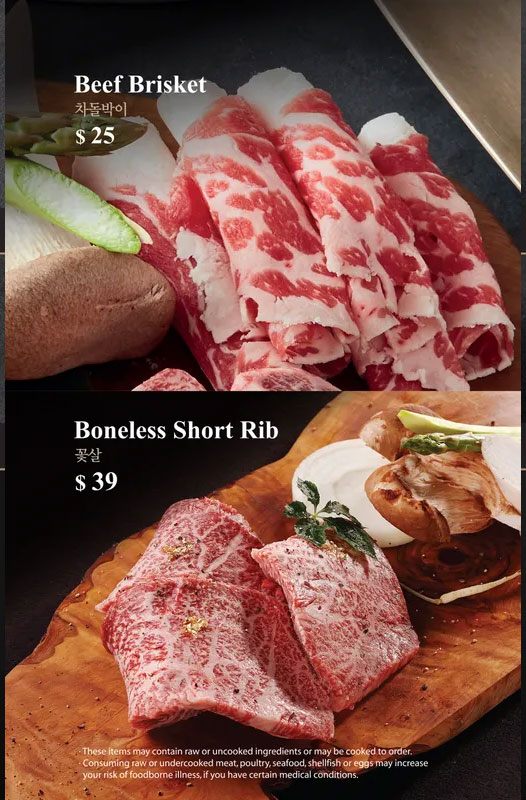 Beef Brisket
차돌박이
$ 25
Boneless Short Rib
꽃살
$ 39
These items may contain raw or uncooked ingredients or may be cooked to order.
Consuming raw or undercooked meat, poultry, seafood, shellfish or eggs may increase
your risk of foodborne illness, if you have certain medical conditions.